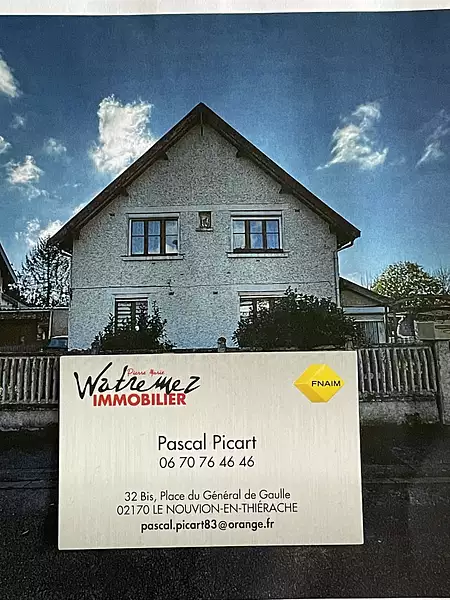 Pierre Marie
Watremez
IMMOBILIER
FNAIM
Pascal Picart
06 70 76 46 46
32 Bis, Place du Général de Gaulle
02170 LE NOUVION-EN-THIÉRACHE
pascal.picart83@orange.fr